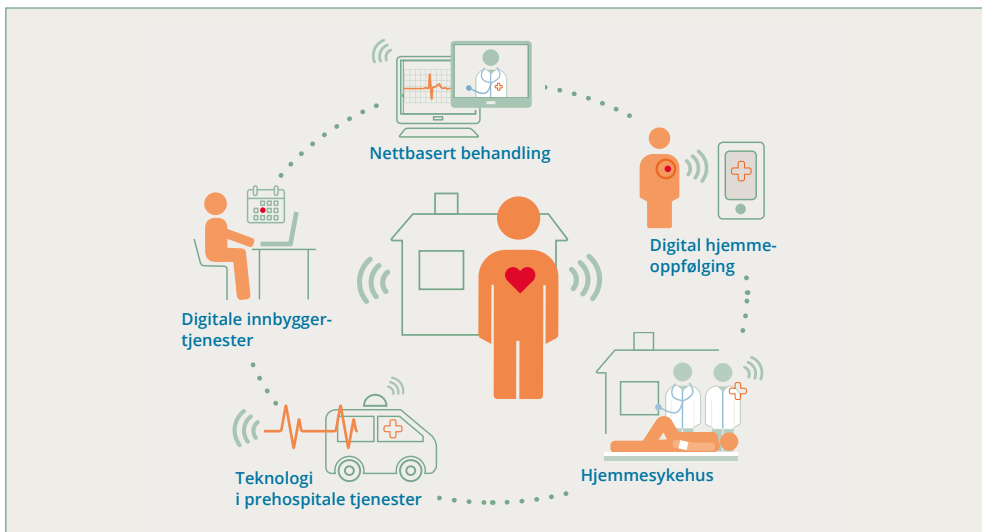 Nettbasert behandling
Digital hjemme-
oppfølging
Digitale innbygger-
tjenester
Teknologi
i prehospitale tjenester
Hjemmesykehus